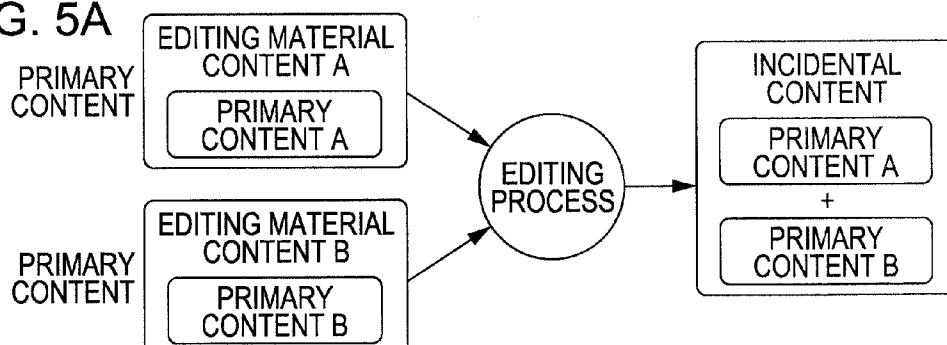 G. 5A
PRIMARY
CONTENT
EDITING MATERIAL
CONTENT A
PRIMARY
CONTENT A
PRIMARY
CONTENT
EDITING MATERIAL
CONTENT B
PRIMARY
CONTENT B
EDITING
PROCESS
INCIDENTAL
CONTENT
PRIMARY
CONTENT A
+
PRIMARY
CONTENT B